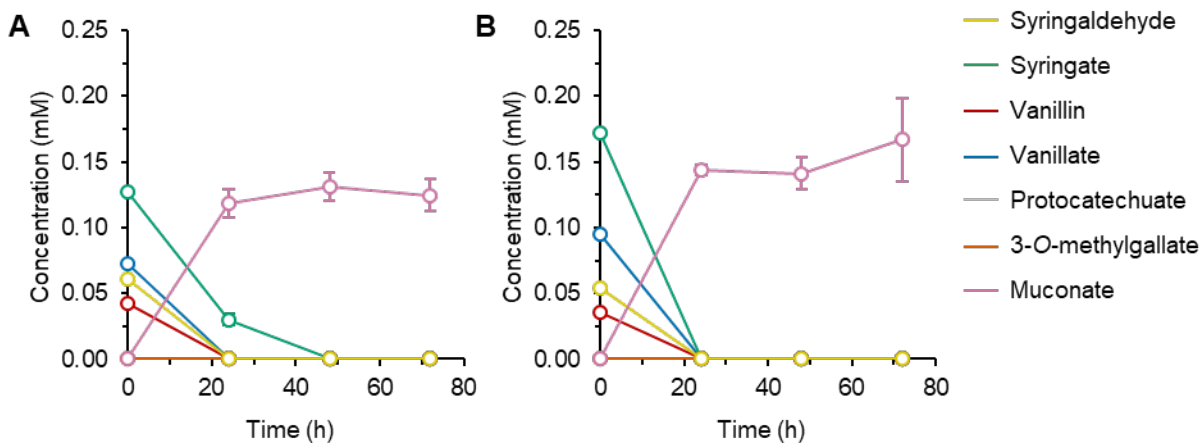 A
Concentration (mM)
0.25
0.20
0.15
0.10
0.05
0.00
0 20 40 60 80
Time (h)
B
Concentration (mM)
0.25
0.20
0.15
0.10
0.05
0.00
0 20 40 60 80
Time (h)
Syringaldehyde
Syringate
Vanillin
Vanillate
Protocatechuate
3-O-methylgallate
Muconate